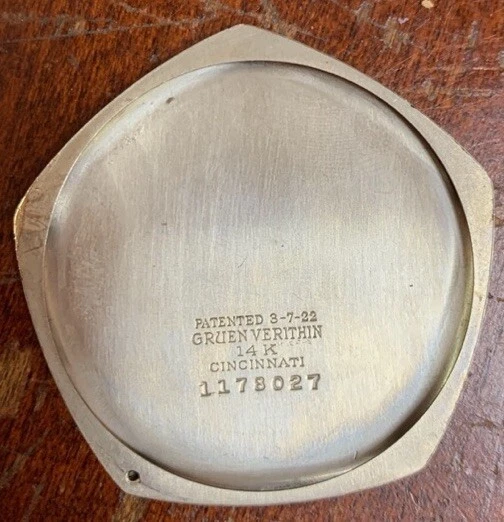 PATENTED 3-7-22
GRUEN VERITHIN
14 K
CINCINNATI
1178027